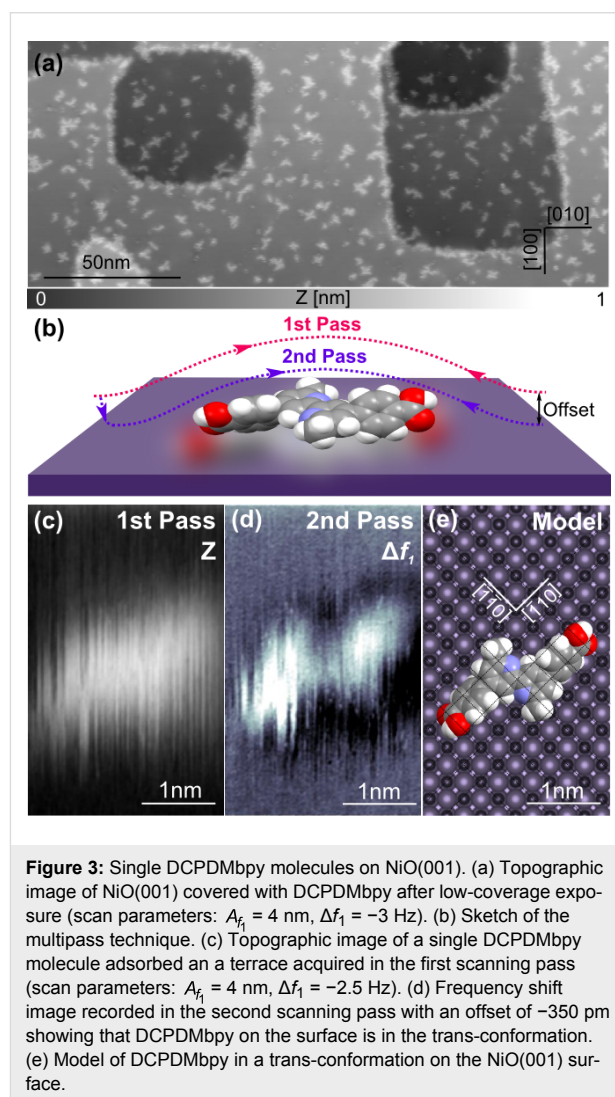 (a)
[010]
[100]
50nm
0 Z [nm] 1
(b)
1st Pass
2nd Pass
Offset
(c) 1st Pass
Z
(d) 2nd Pass
Δf₁
(e) Model
[1̅10] [110]
1nm
1nm
1nm
Figure 3: Single DCPDMbpy molecules on NiO(001). (a) Topographic
image of NiO(001) covered with DCPDMbpy after low-coverage expo-
sure (scan parameters: A_f₁ = 4 nm, Δf₁ = −3 Hz). (b) Sketch of the
multipass technique. (c) Topographic image of a single DCPDMbpy
molecule adsorbed an a terrace acquired in the first scanning pass
(scan parameters: A_f₁ = 4 nm, Δf₁ = −2.5 Hz). (d) Frequency shift
image recorded in the second scanning pass with an offset of −350 pm
showing that DCPDMbpy on the surface is in the trans-conformation.
(e) Model of DCPDMbpy in a trans-conformation on the NiO(001) sur-
face.